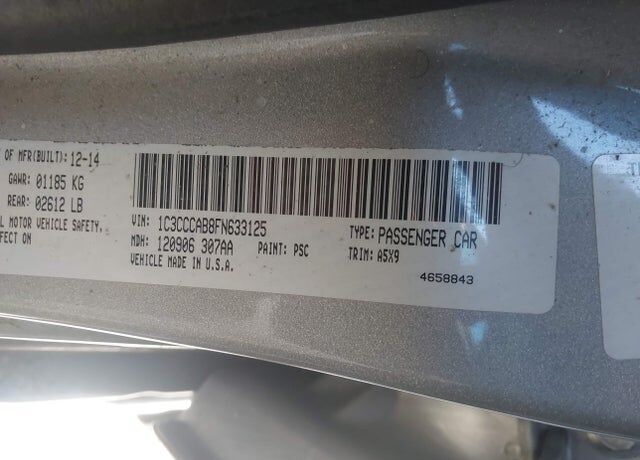 OF MFR(BUILT): 12-14
GAWR: 01185 KG
REAR: 02612 LB
MOTOR VEHICLE SAFETY,
EFFECT ON
VIN: 1C3CCCAB8FN633125
TYPE: PASSENGER CAR
MDH: 120906 307AA
PAINT: PSC
TRIM: A5X9
VEHICLE MADE IN U.S.A.
4658843